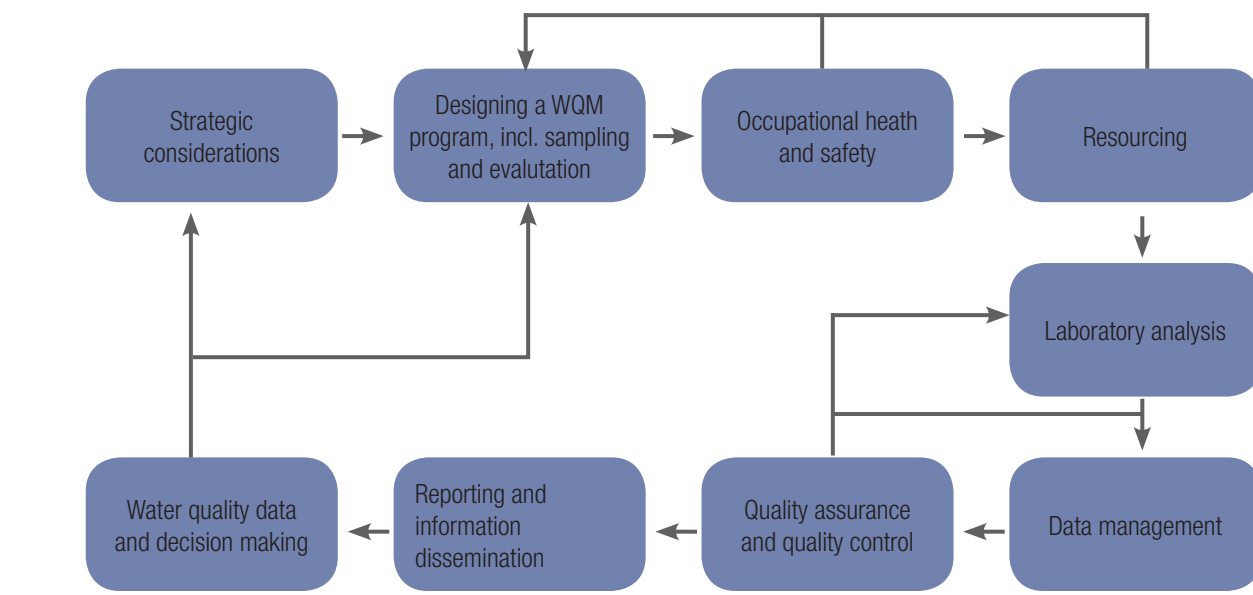 Strategic
considerations
Designing a WQM
program, incl. sampling
and evalutation
Occupational heath
and safety
Resourcing
Laboratory analysis
Data management
Quality assurance
and quality control
Reporting and
information
dissemination
Water quality data
and decision making